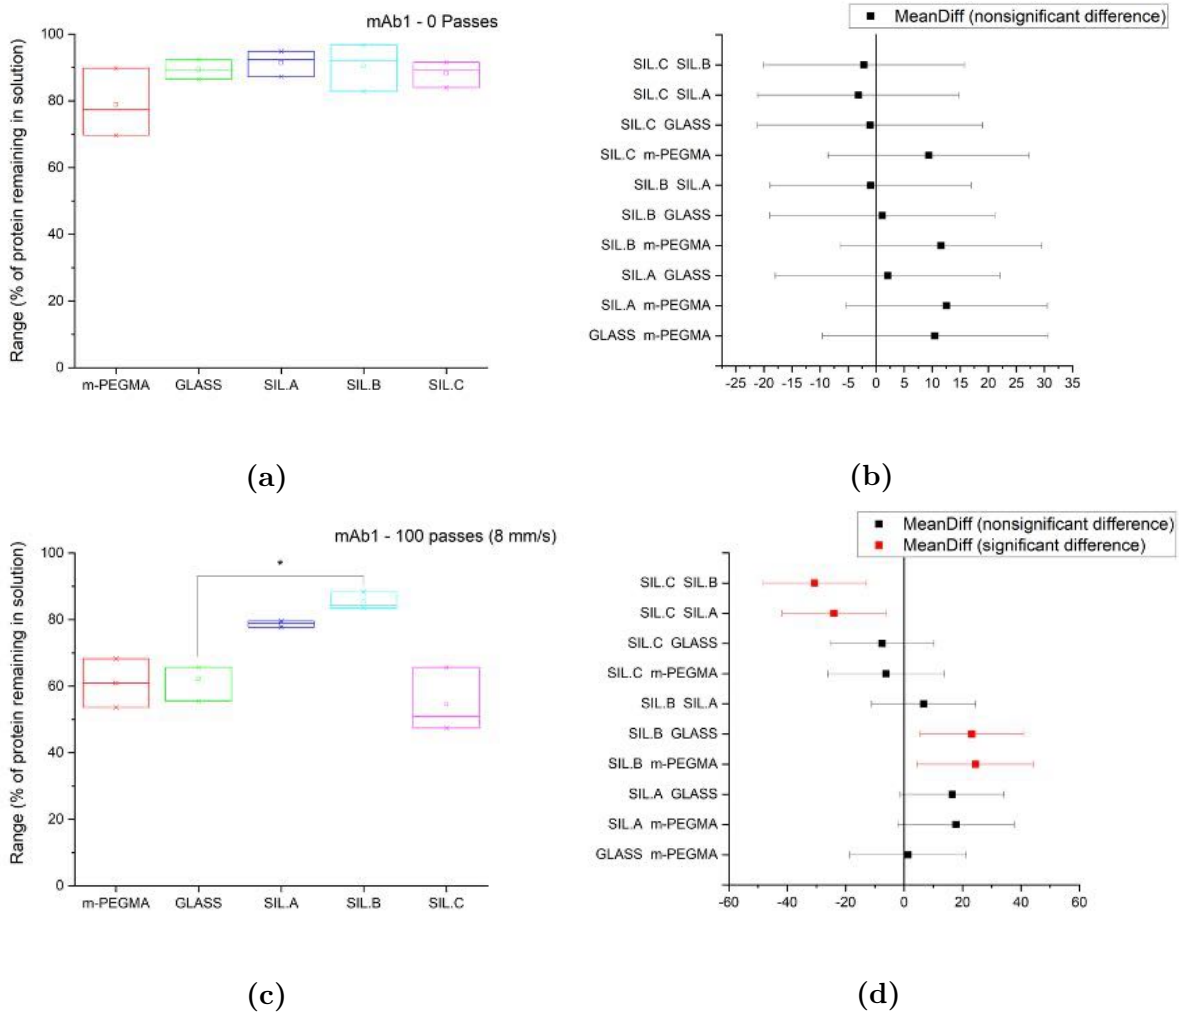 mAb1 - 0 Passes
Range (% of protein remaining in solution)
100
80
60
40
20
0
m-PEGMA GLASS SIL.A SIL.B SIL.C
(a)
MeanDiff (nonsignificant difference)
SIL.C SIL.B
SIL.C SIL.A
SIL.C GLASS
SIL.C m-PEGMA
SIL.B SIL.A
SIL.B GLASS
SIL.B m-PEGMA
SIL.A GLASS
SIL.A m-PEGMA
GLASS m-PEGMA
-25 -20 -15 -10 -5 0 5 10 15 20 25 30 35
(b)
mAb1 - 100 passes (8 mm/s)
Range (% of protein remaining in solution)
100
80
60
40
20
0
*
m-PEGMA GLASS SIL.A SIL.B SIL.C
(c)
MeanDiff (nonsignificant difference)
MeanDiff (significant difference)
SIL.C SIL.B
SIL.C SIL.A
SIL.C GLASS
SIL.C m-PEGMA
SIL.B SIL.A
SIL.B GLASS
SIL.B m-PEGMA
SIL.A GLASS
SIL.A m-PEGMA
GLASS m-PEGMA
-60 -40 -20 0 20 40 60
(d)